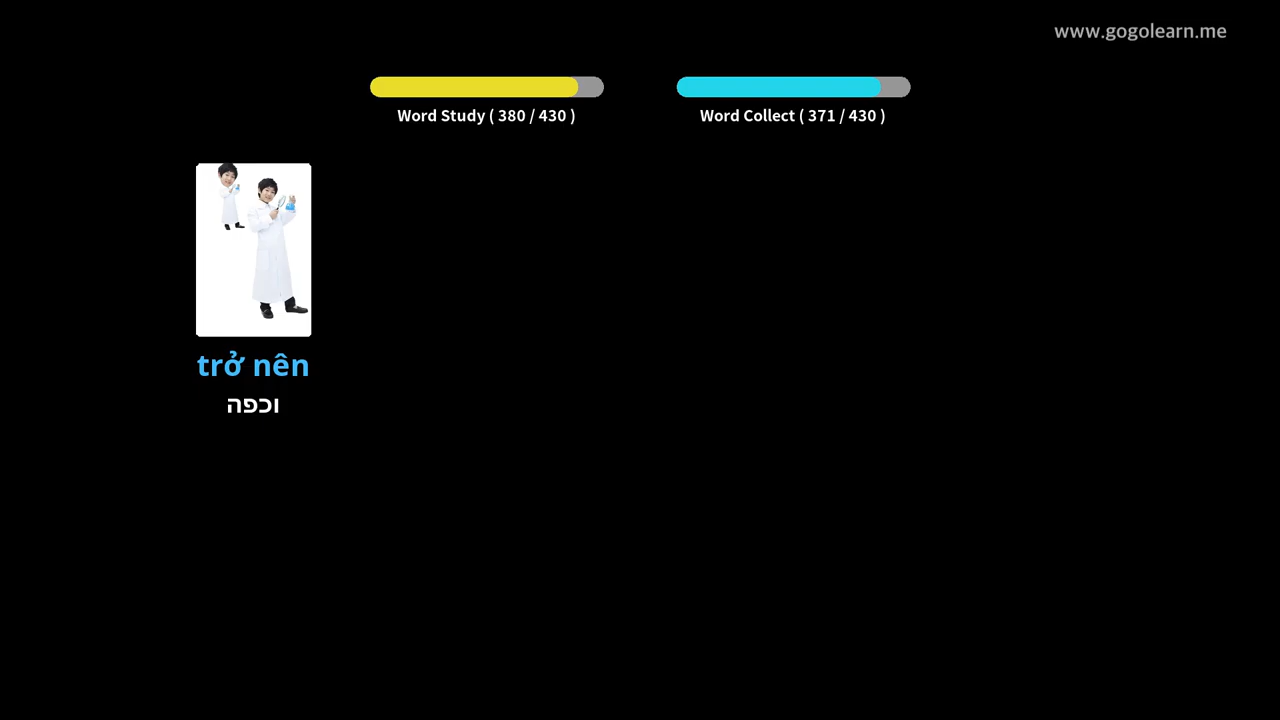 www.gogolearn.me
Word Study ( 380 / 430 )
Word Collect ( 371 / 430 )
trở nên
וכפה